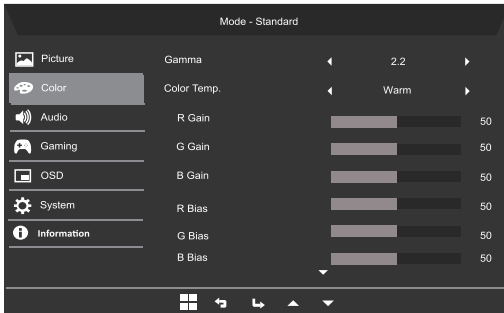 Mode - Standard
Picture
Color
Audio
Gaming
OSD
System
Information
Gamma 2.2
Color Temp. Warm
R Gain 50
G Gain 50
B Gain 50
R Bias 50
G Bias 50
B Bias 50